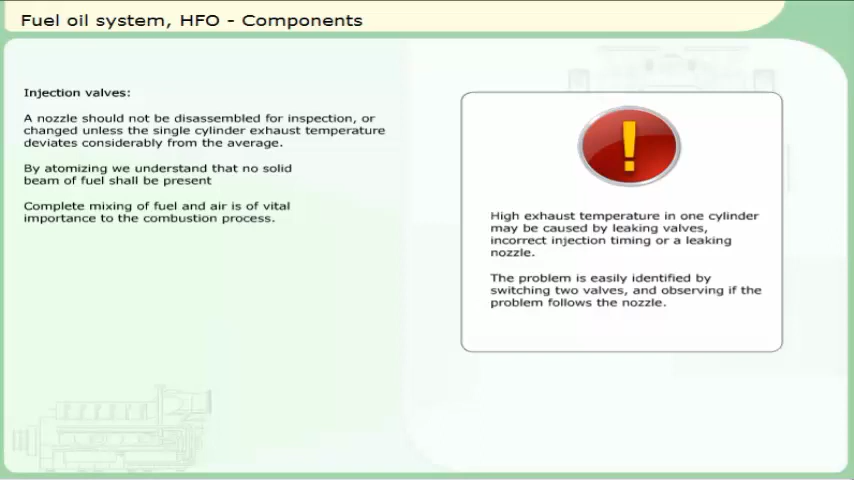 Fuel oil system, HFO - Components
Injection valves:
A nozzle should not be disassembled for inspection, or
changed unless the single cylinder exhaust temperature
deviates considerably from the average.
By atomizing we understand that no solid
beam of fuel shall be present
Complete mixing of fuel and air is of vital
importance to the combustion process.
High exhaust temperature in one cylinder
may be caused by leaking valves,
incorrect injection timing or a leaking
nozzle.
The problem is easily identified by
switching two valves, and observing if the
problem follows the nozzle.